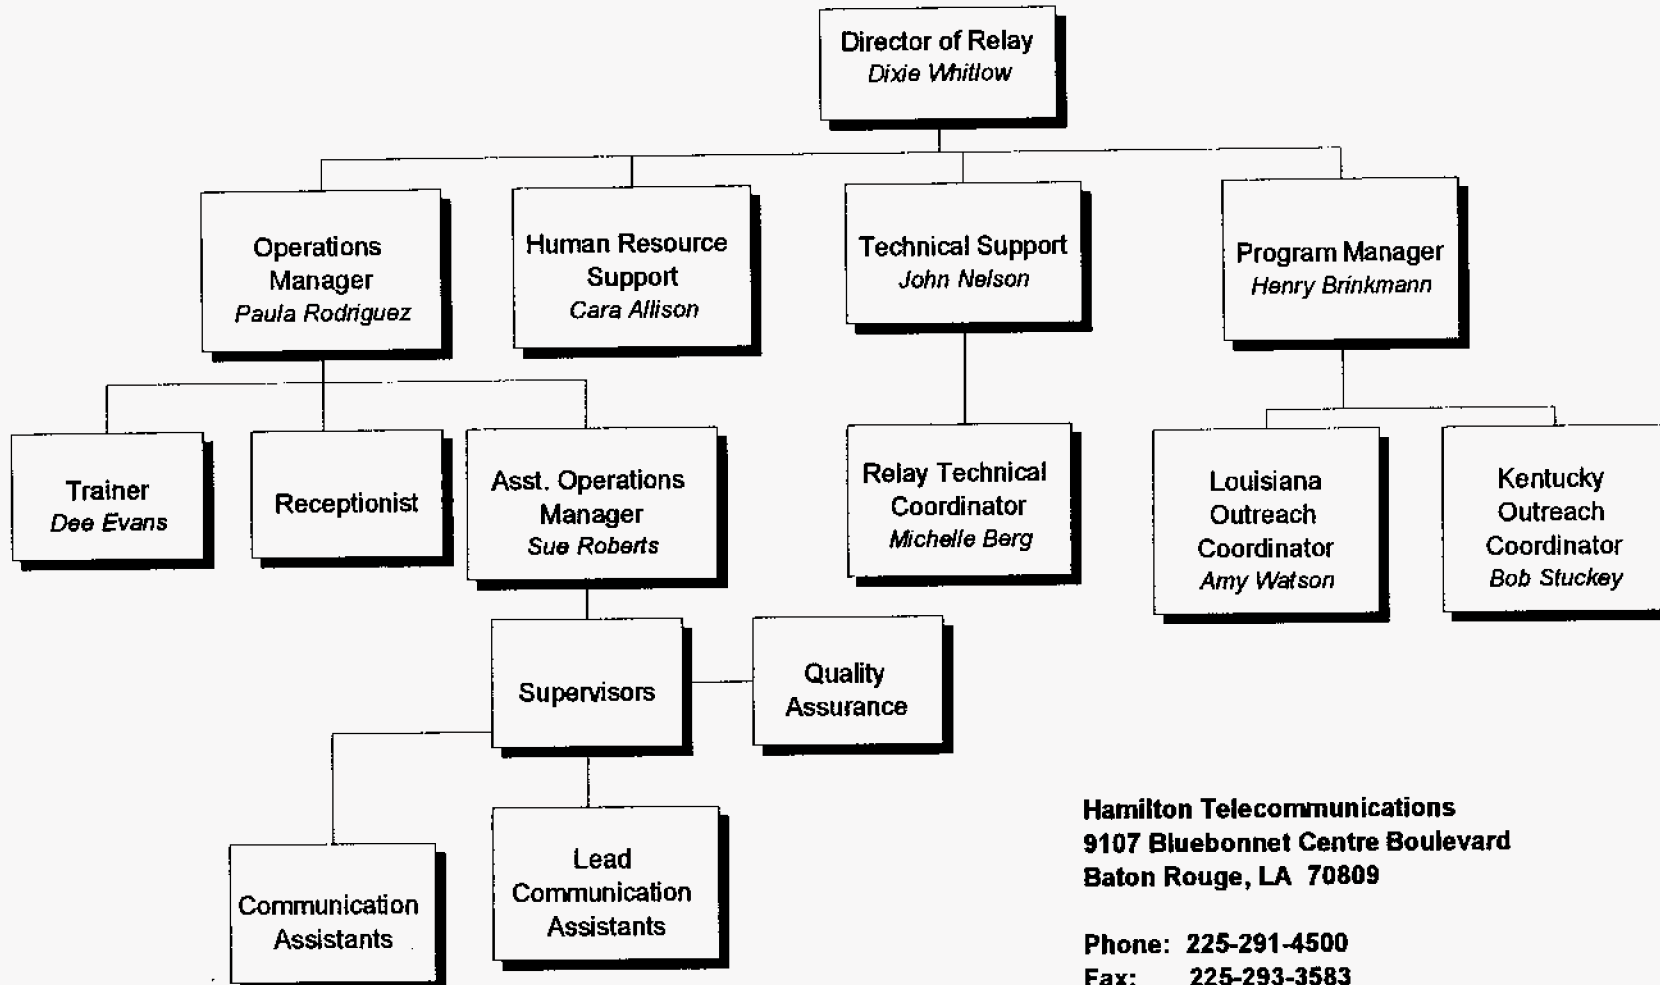 Director of Relay
Dixie Whitlow
Operations
Manager
Paula Rodriguez
Human Resource
Support
Cara Allison
Technical Support
John Nelson
Program Manager
Henry Brinkmann
Trainer
Dee Evans
Receptionist
Asst. Operations
Manager
Sue Roberts
Relay Technical
Coordinator
Michelle Berg
Louisiana
Outreach
Coordinator
Amy Watson
Kentucky
Outreach
Coordinator
Bob Stuckey
Supervisors
Quality
Assurance
Communication
Assistants
Lead
Communication
Assistants
Hamilton Telecommunications
9107 Bluebonnet Centre Boulevard
Baton Rouge, LA 70809
Phone: 225-291-4500
Fax: 225-293-3583